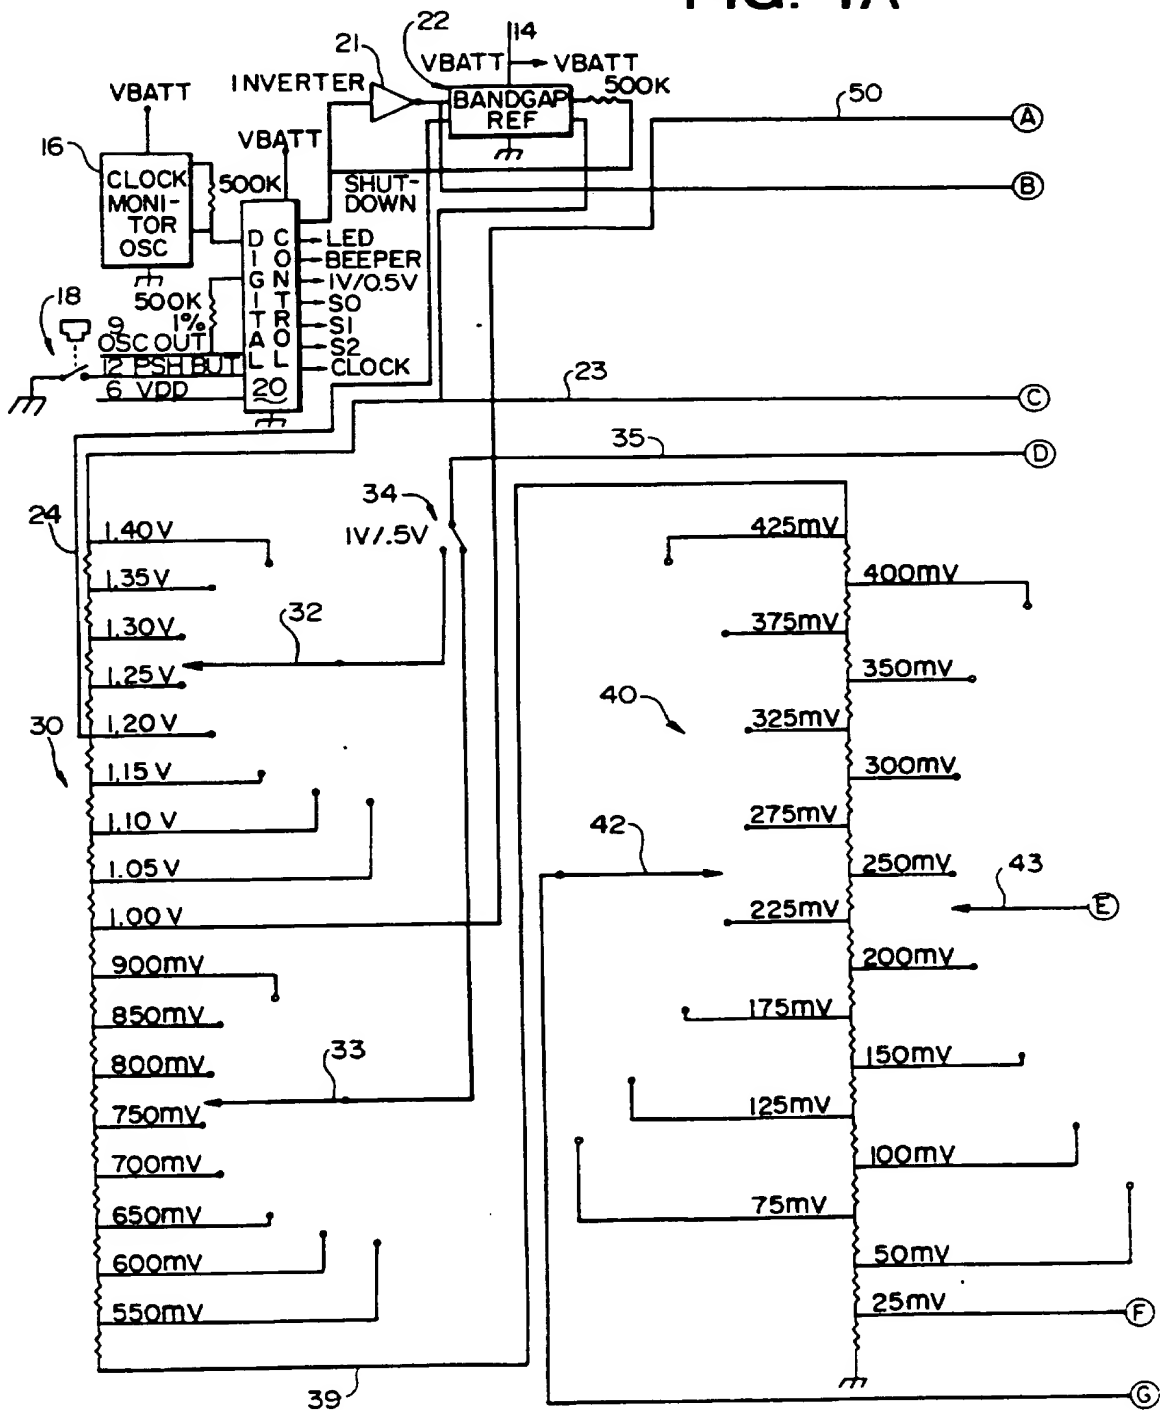 FIG. 4A
22
14
21
VBATT
VBATT
INVERTER
500K
VBATT
BANDGAP
REF
50
A
VBATT
16
CLOCK
MONI-
TOR
OSC
500K
SHUT-
DOWN
B
DIGITAL
CONTROL
LED
BEEPER
1V/0.5V
S0
S1
S2
CLOCK
18
500K
1%
9
OSC OUT
12 PSH BUT
6 VDD
20
23
C
35
D
34
24
1V/.5V
1.40V
1.35V
1.30V
32
1.25V
1.20V
30
1.15V
1.10V
1.05V
1.00V
900mV
850mV
800mV
33
750mV
700mV
650mV
600mV
550mV
39
425mV
400mV
375mV
350mV
40
325mV
300mV
275mV
42
250mV
43
E
225mV
200mV
175mV
150mV
125mV
100mV
75mV
50mV
25mV
F
G